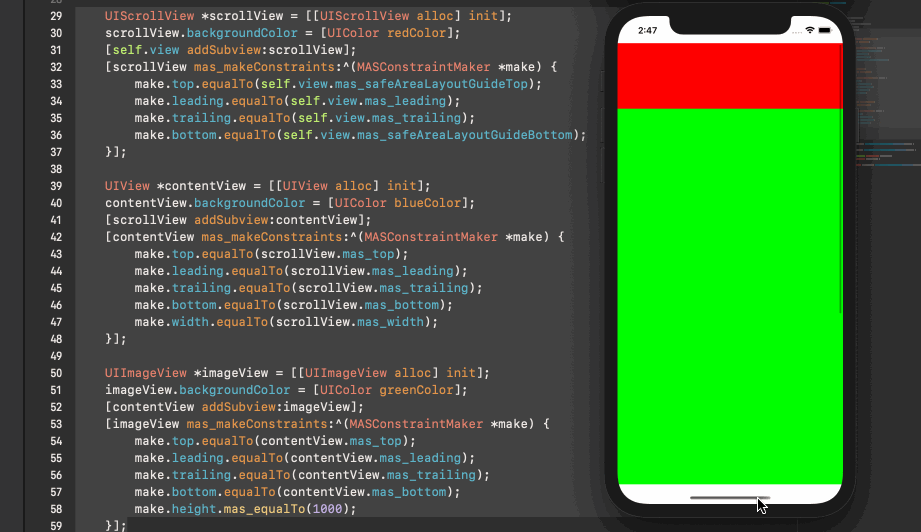 29 UIScrollView *scrollView = [[UIScrollView alloc] init];
30 scrollView.backgroundColor = [UIColor redColor];
31 [self.view addSubview:scrollView];
32 [scrollView mas_makeConstraints:^(MASConstraintMaker *make) {
33 make.top.equalTo(self.view.mas_safeAreaLayoutGuideTop);
34 make.leading.equalTo(self.view.mas_leading);
35 make.trailing.equalTo(self.view.mas_trailing);
36 make.bottom.equalTo(self.view.mas_safeAreaLayoutGuideBottom);
37 }];
38
39 UIView *contentView = [[UIView alloc] init];
40 contentView.backgroundColor = [UIColor blueColor];
41 [scrollView addSubview:contentView];
42 [contentView mas_makeConstraints:^(MASConstraintMaker *make) {
43 make.top.equalTo(scrollView.mas_top);
44 make.leading.equalTo(scrollView.mas_leading);
45 make.trailing.equalTo(scrollView.mas_trailing);
46 make.bottom.equalTo(scrollView.mas_bottom);
47 make.width.equalTo(scrollView.mas_width);
48 }];
49
50 UIImageView *imageView = [[UIImageView alloc] init];
51 imageView.backgroundColor = [UIColor greenColor];
52 [contentView addSubview:imageView];
53 [imageView mas_makeConstraints:^(MASConstraintMaker *make) {
54 make.top.equalTo(contentView.mas_top);
55 make.leading.equalTo(contentView.mas_leading);
56 make.trailing.equalTo(contentView.mas_trailing);
57 make.bottom.equalTo(contentView.mas_bottom);
58 make.height.mas_equalTo(1000);
59 }];
2:47